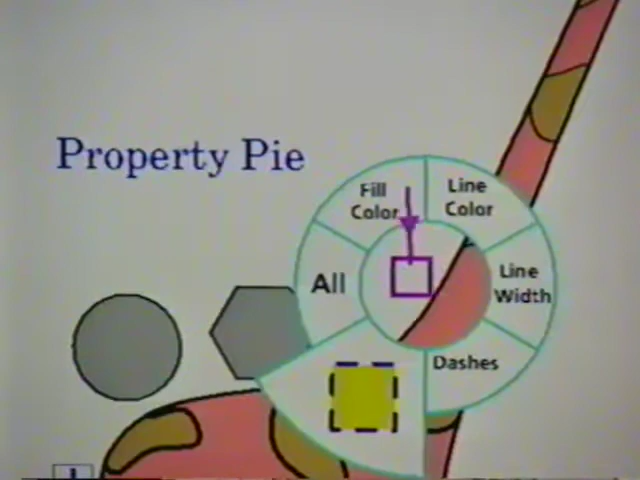 Property Pie
Fill
Color
Line
Color
All
Line
Width
Dashes